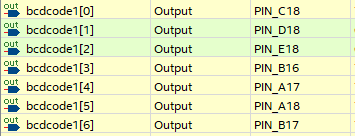 out bcdcode1[0] Output PIN_C18
out bcdcode1[1] Output PIN_D18
out bcdcode1[2] Output PIN_E18
out bcdcode1[3] Output PIN_B16
out bcdcode1[4] Output PIN_A17
out bcdcode1[5] Output PIN_A18
out bcdcode1[6] Output PIN_B17